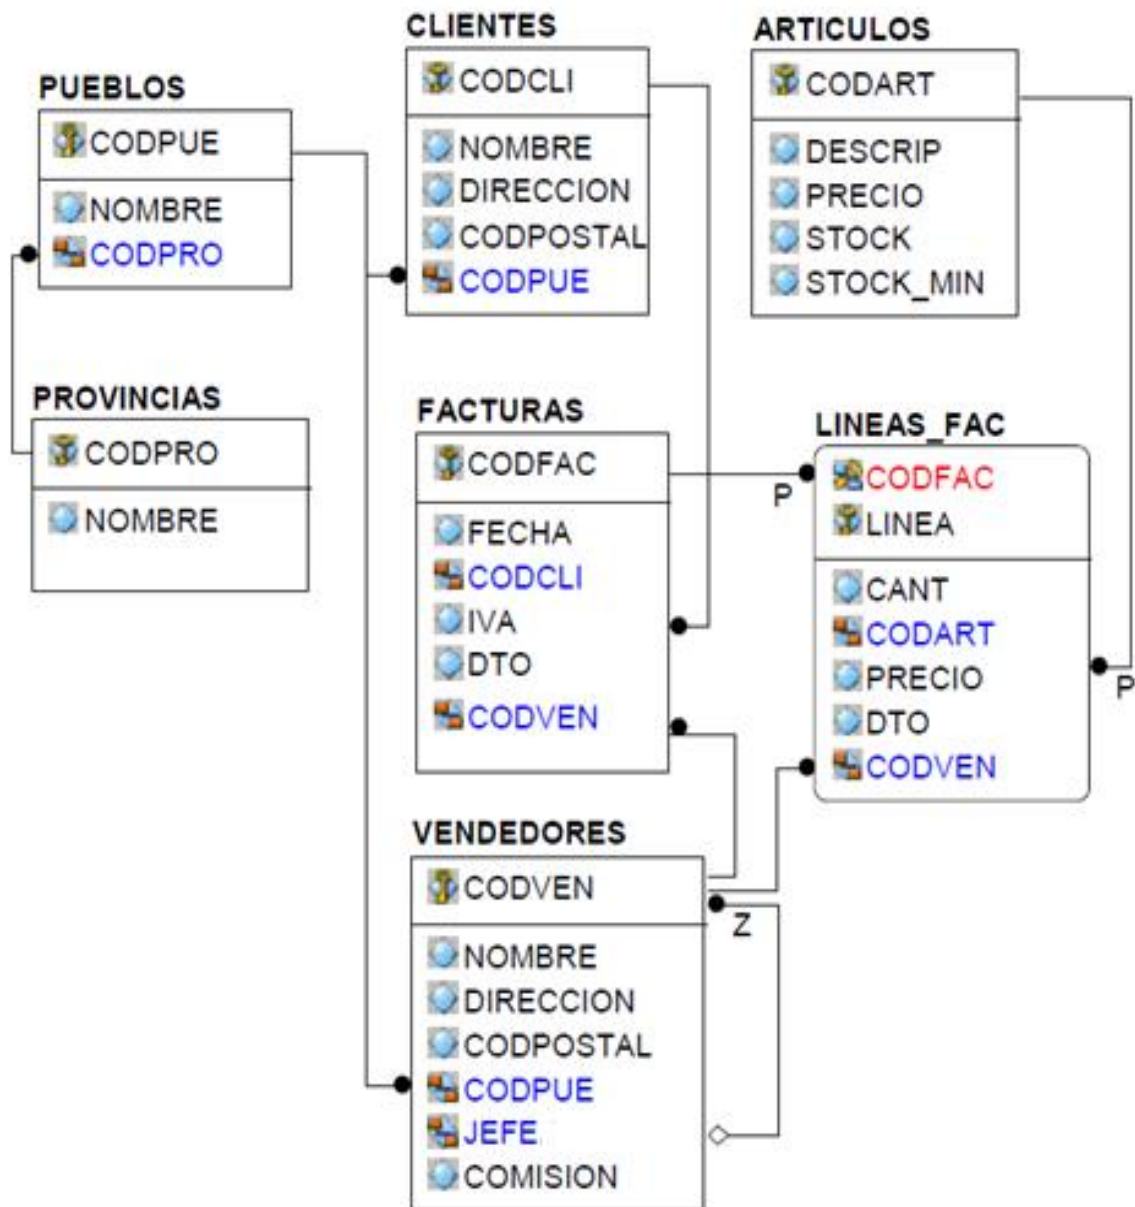 PUEBLOS
CODPUE
NOMBRE
CODPRO
PROVINCIAS
CODPRO
NOMBRE
CLIENTES
CODCLI
NOMBRE
DIRECCION
CODPOSTAL
CODPUE
FACTURAS
CODFAC
FECHA
CODCLI
IVA
DTO
CODVEN
VENDEDORES
CODVEN
NOMBRE
DIRECCION
CODPOSTAL
CODPUE
JEFE
COMISION
Z
ARTICULOS
CODART
DESCRIP
PRECIO
STOCK
STOCK_MIN
LINEAS_FAC
P
CODFAC
LINEA
CANT
CODART
PRECIO
DTO
CODVEN
P